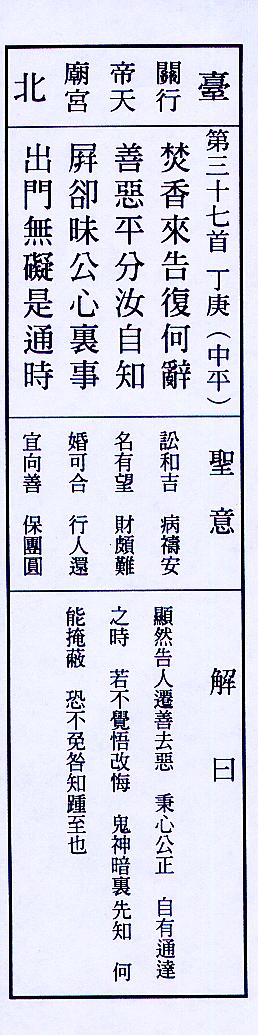 臺
北
關行
帝天
廟宮
第三十七首 丁庚（中平）
焚香來告復何辭
善惡平分汝自知
屏卻昧公心裏事
出門無礙是通時
聖意
訟和吉 病禱安
名有望 財頗難
婚可合 行人還
宜向善 保團圓
解曰
顯然告人遷善去惡 秉心公正 自有通達
之時 若不覺悟改悔 鬼神暗裏先知 何
能掩蔽 恐不免咎知踵至也